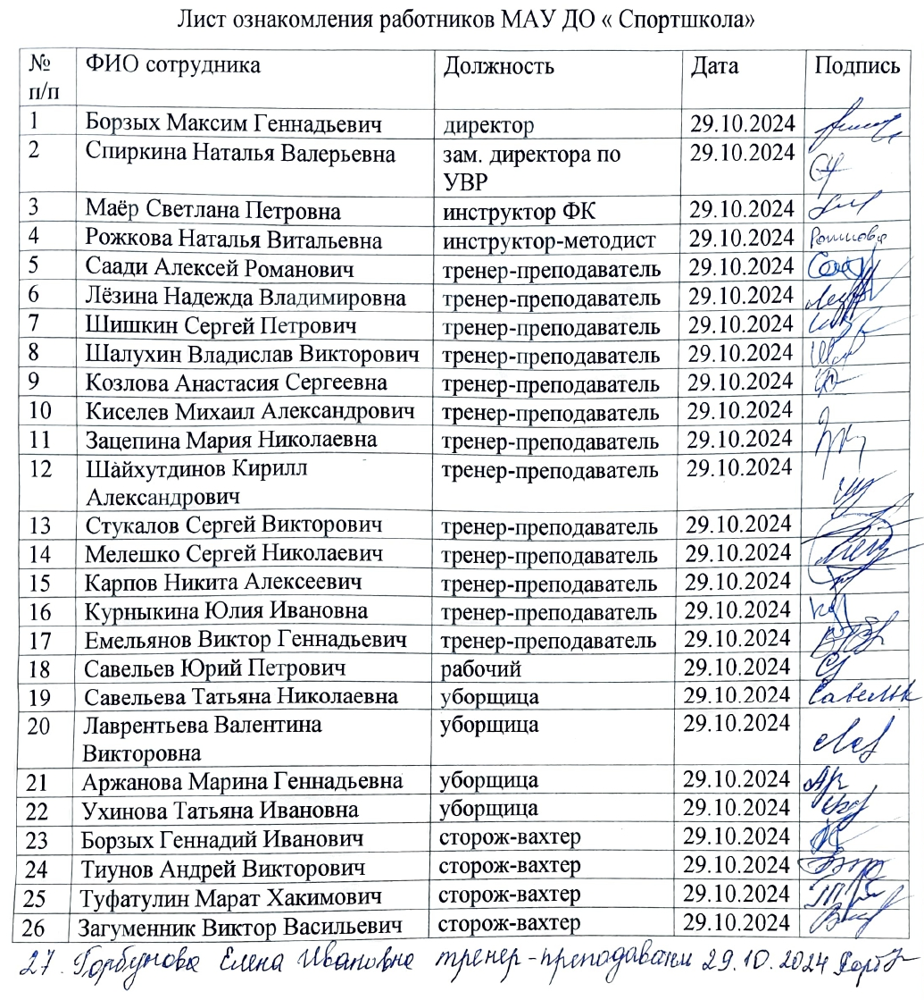 Лист ознакомления работников МАУ ДО « Спортшкола»
№ ФИО сотрудника Должность Дата Подпись
п/п
1 Борзых Максим Геннадьевич директор 29.10.2024
2 Спиркина Наталья Валерьевна зам. директора по 29.10.2024
УВР
3 Маёр Светлана Петровна инструктор ФК 29.10.2024
4 Рожкова Наталья Витальевна инструктор-методист 29.10.2024
5 Саади Алексей Романович тренер-преподаватель 29.10.2024
6 Лёзина Надежда Владимировна тренер-преподаватель 29.10.2024
7 Шишкин Сергей Петрович тренер-преподаватель 29.10.2024
8 Шалухин Владислав Викторович тренер-преподаватель 29.10.2024
9 Козлова Анастасия Сергеевна тренер-преподаватель 29.10.2024
10 Киселев Михаил Александрович тренер-преподаватель 29.10.2024
11 Зацепина Мария Николаевна тренер-преподаватель 29.10.2024
12 Шайхутдинов Кирилл тренер-преподаватель 29.10.2024
Александрович
13 Стукалов Сергей Викторович тренер-преподаватель 29.10.2024
14 Мелешко Сергей Николаевич тренер-преподаватель 29.10.2024
15 Карпов Никита Алексеевич тренер-преподаватель 29.10.2024
16 Курныкина Юлия Ивановна тренер-преподаватель 29.10.2024
17 Емельянов Виктор Геннадьевич тренер-преподаватель 29.10.2024
18 Савельев Юрий Петрович рабочий 29.10.2024
19 Савельева Татьяна Николаевна уборщица 29.10.2024
20 Лаврентьева Валентина уборщица 29.10.2024
Викторовна
21 Аржанова Марина Геннадьевна уборщица 29.10.2024
22 Ухинова Татьяна Ивановна уборщица 29.10.2024
23 Борзых Геннадий Иванович сторож-вахтер 29.10.2024
24 Тиунов Андрей Викторович сторож-вахтер 29.10.2024
25 Туфатулин Марат Хакимович сторож-вахтер 29.10.2024
26 Загуменник Виктор Васильевич сторож-вахтер 29.10.2024
27. Горбунова Елена Ивановна тренер-преподаватель 29.10.2024